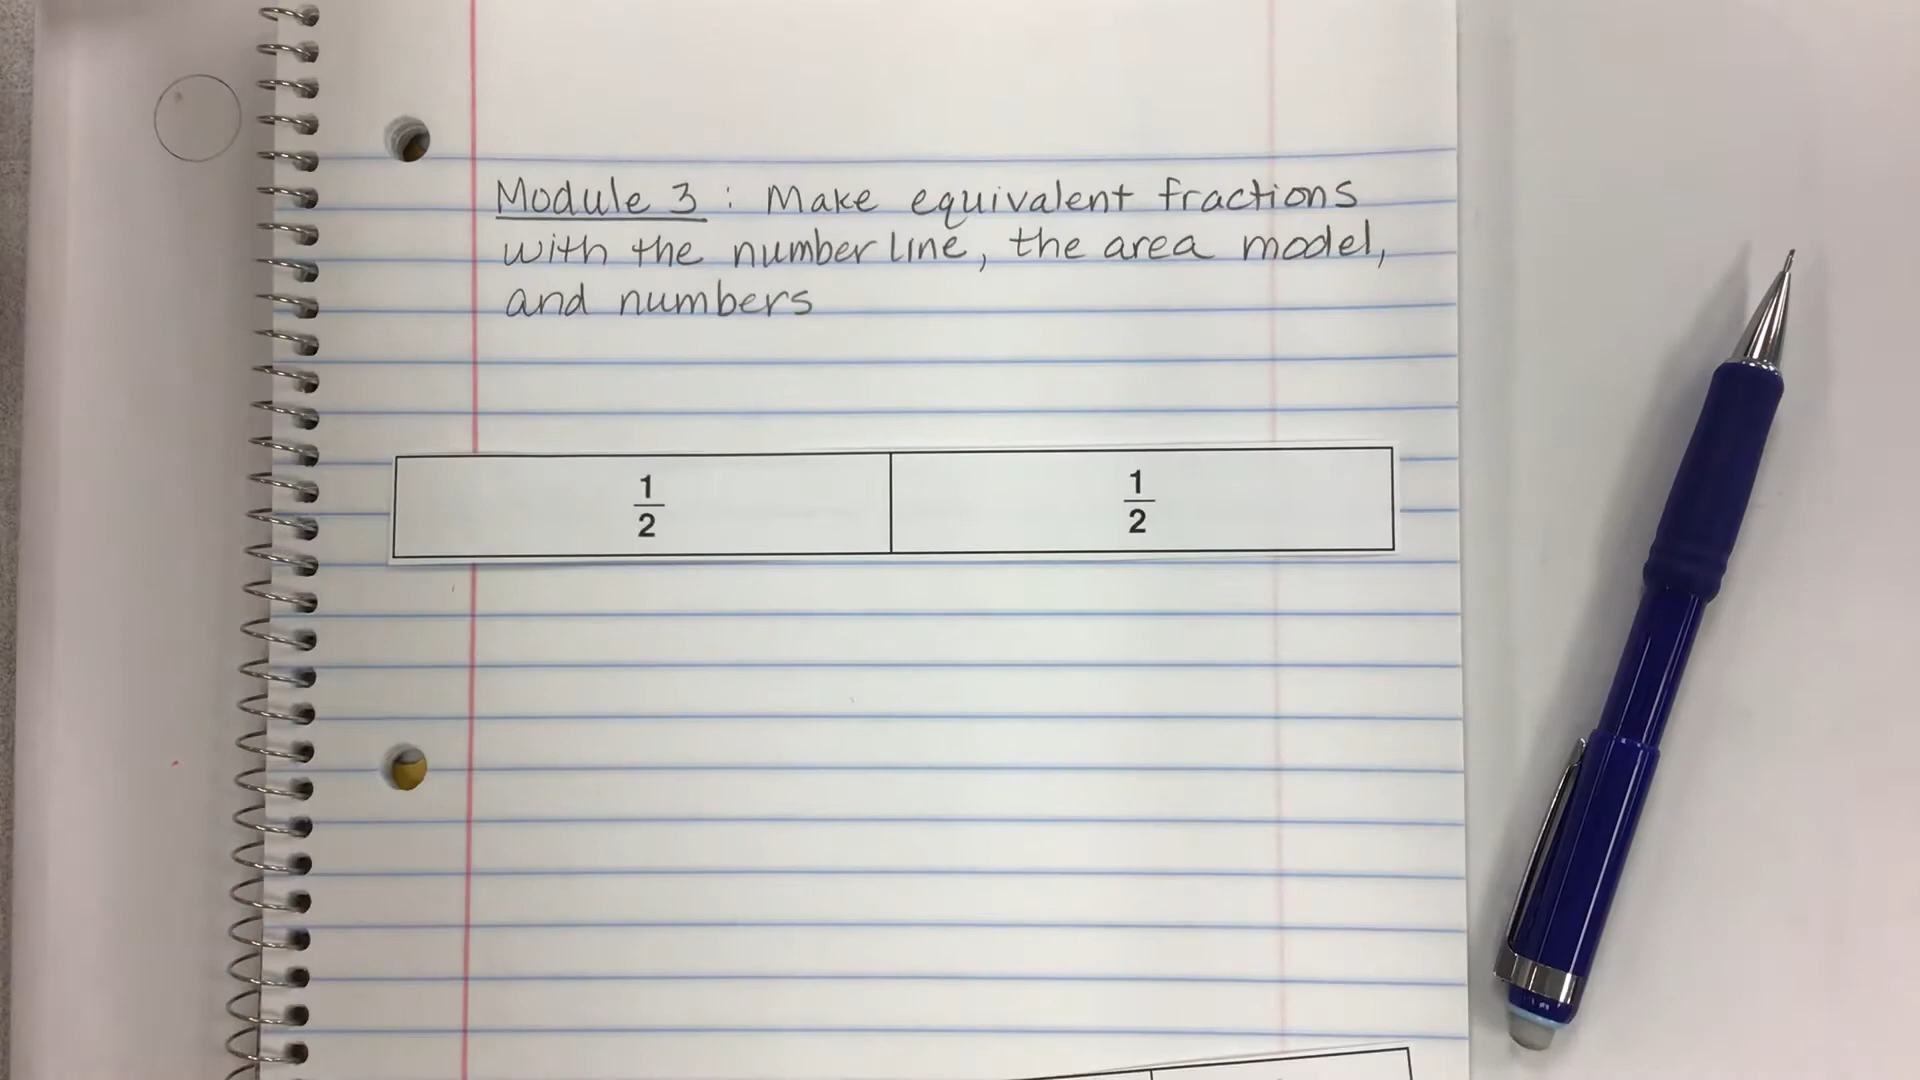 Module 3 : Make equivalent fractions
with the number line, the area model,
and numbers
1/2 1/2